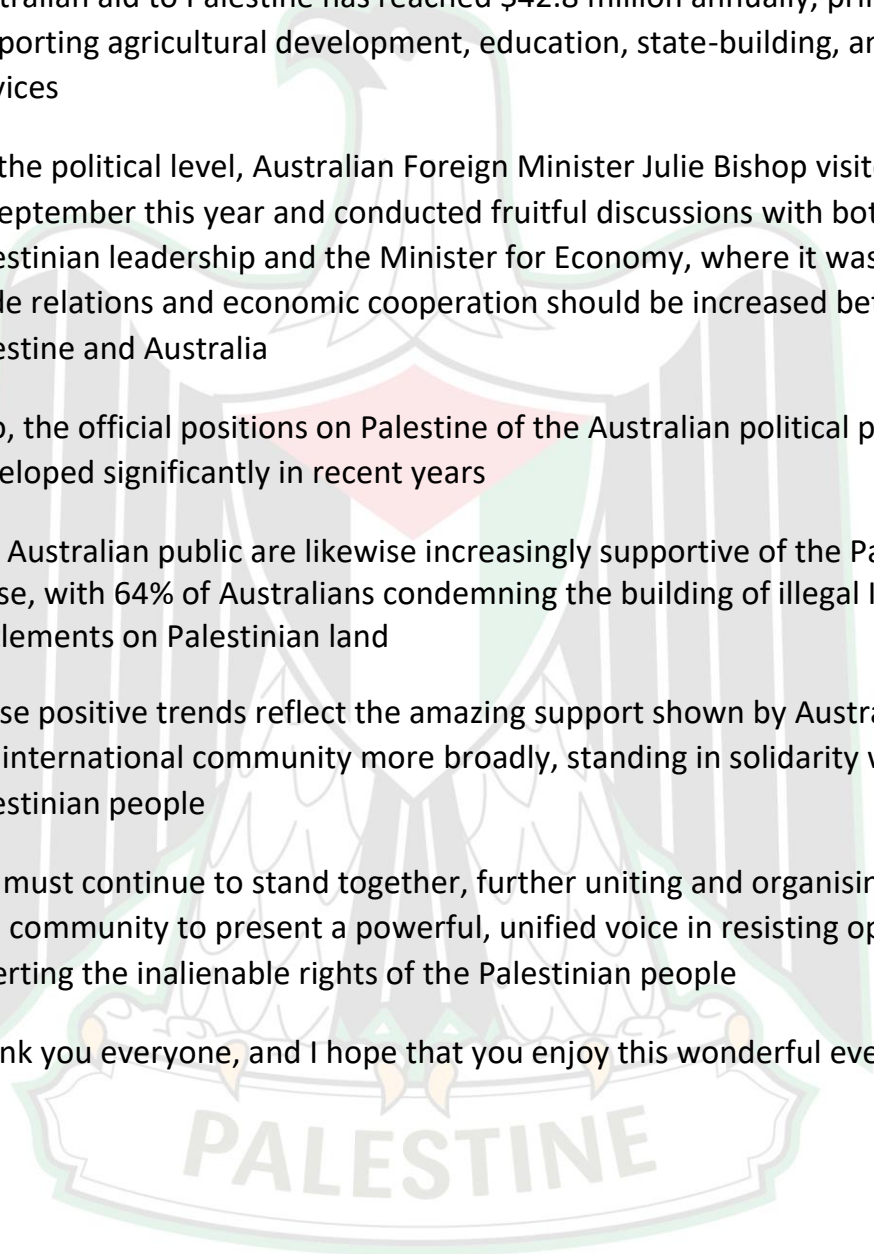 tralian aid to Palestine has reached $42.8 million annually, pri
porting agricultural development, education, state-building, a
vices
the political level, Australian Foreign Minister Julie Bishop visit
eptember this year and conducted fruitful discussions with bot
estinian leadership and the Minister for Economy, where it was
de relations and economic cooperation should be increased be
estine and Australia
o, the official positions on Palestine of the Australian political p
eloped significantly in recent years
Australian public are likewise increasingly supportive of the Pa
se, with 64% of Australians condemning the building of illegal I
lements on Palestinian land
se positive trends reflect the amazing support shown by Austra
international community more broadly, standing in solidarity w
estinian people
must continue to stand together, further uniting and organisin
community to present a powerful, unified voice in resisting op
erting the inalienable rights of the Palestinian people
nk you everyone, and I hope that you enjoy this wonderful eve
PALESTINE